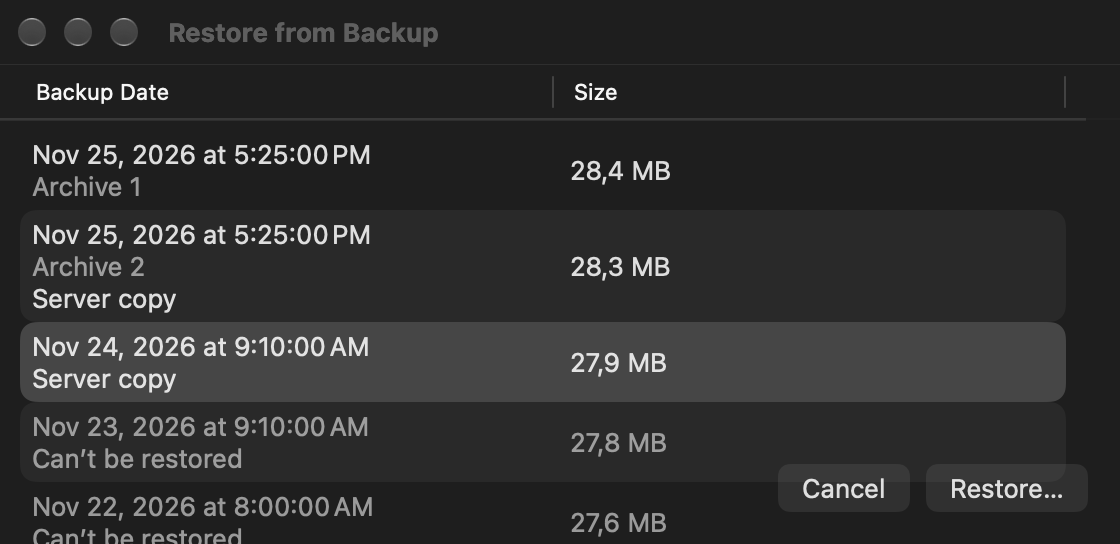 Restore from Backup
Backup Date
Size
Nov 25, 2026 at 5:25:00 PM
Archive 1
28,4 MB
Nov 25, 2026 at 5:25:00 PM
Archive 2
Server copy
28,3 MB
Nov 24, 2026 at 9:10:00 AM
Server copy
27,9 MB
Nov 23, 2026 at 9:10:00 AM
Can’t be restored
27,8 MB
Nov 22, 2026 at 8:00:00 AM
Can’t be restored
27,6 MB
Cancel
Restore…